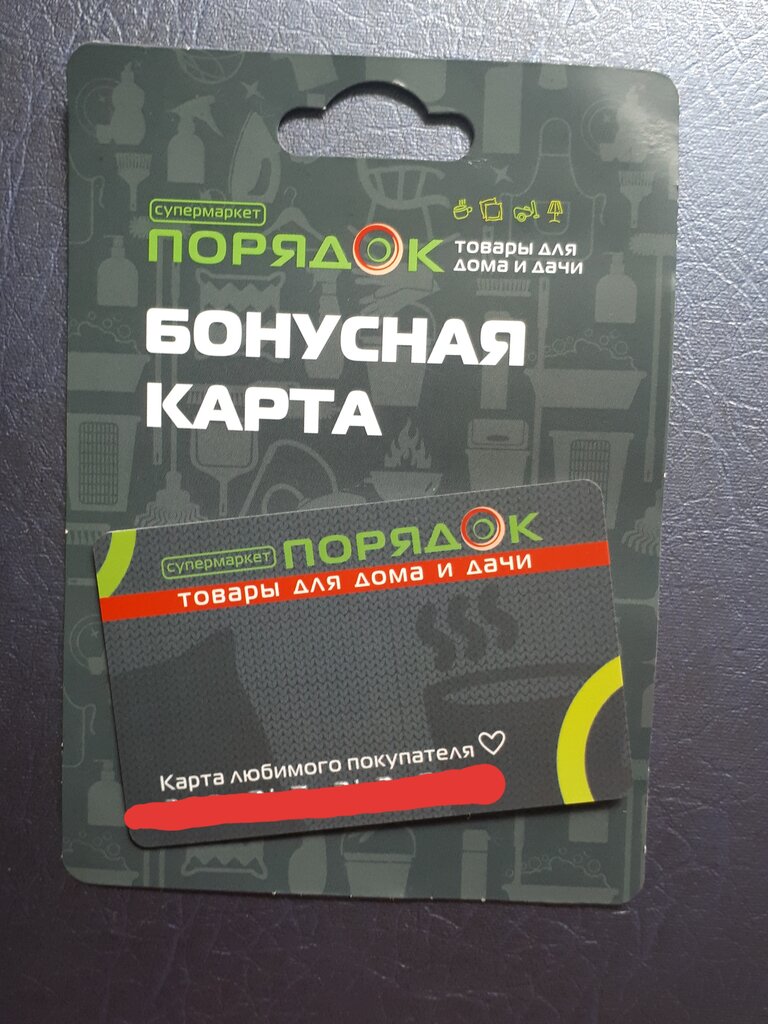 супермаркет
ПОРЯДОК
товары для
дома и дачи
БОНУСНАЯ
КАРТА
супермаркет ПОРЯДОК
товары для дома и дачи
Карта любимого покупателя